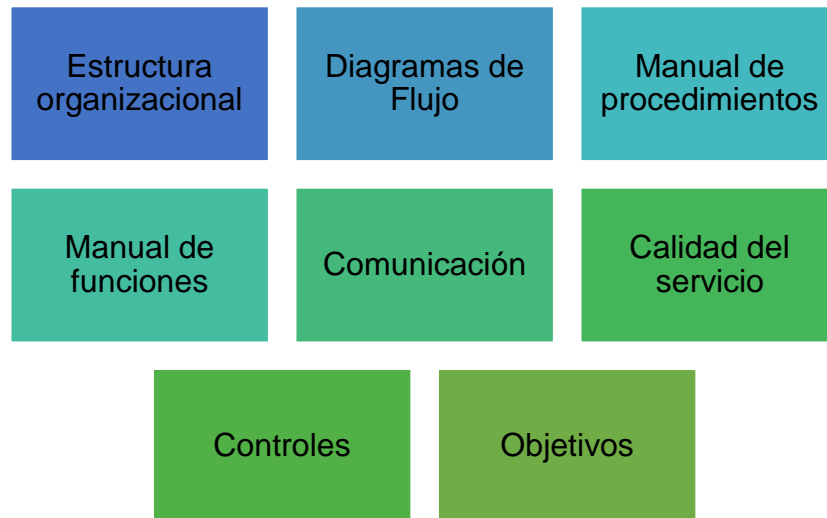 Estructura
organizacional
Diagramas de
Flujo
Manual de
procedimientos
Manual de
funciones
Comunicación
Calidad del
servicio
Controles
Objetivos